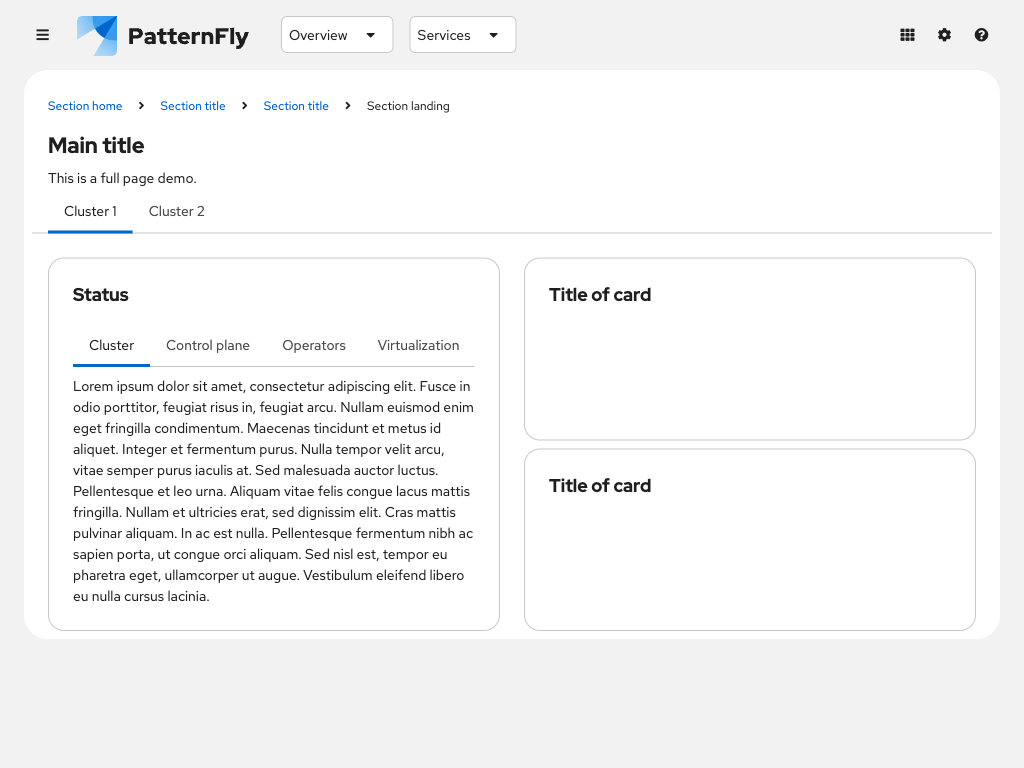 PatternFly
Overview
Services
Section home
Section title
Section title
Section landing
Main title
This is a full page demo.
Cluster 1
Cluster 2
Status
Cluster
Control plane
Operators
Virtualization
Lorem ipsum dolor sit amet, consectetur adipiscing elit. Fusce in
odio porttitor, feugiat risus in, feugiat arcu. Nullam euismod enim
eget fringilla condimentum. Maecenas tincidunt et metus id
aliquet. Integer et fermentum purus. Nulla tempor velit arcu,
vitae semper purus iaculis at. Sed malesuada auctor luctus.
Pellentesque et leo urna. Aliquam vitae felis congue lacus mattis
fringilla. Nullam et ultricies erat, sed dignissim elit. Cras mattis
pulvinar aliquam. In ac est nulla. Pellentesque fermentum nibh ac
sapien porta, ut congue orci aliquam. Sed nisl est, tempor eu
pharetra eget, ullamcorper ut augue. Vestibulum eleifend libero
eu nulla cursus lacinia.
Title of card
Title of card